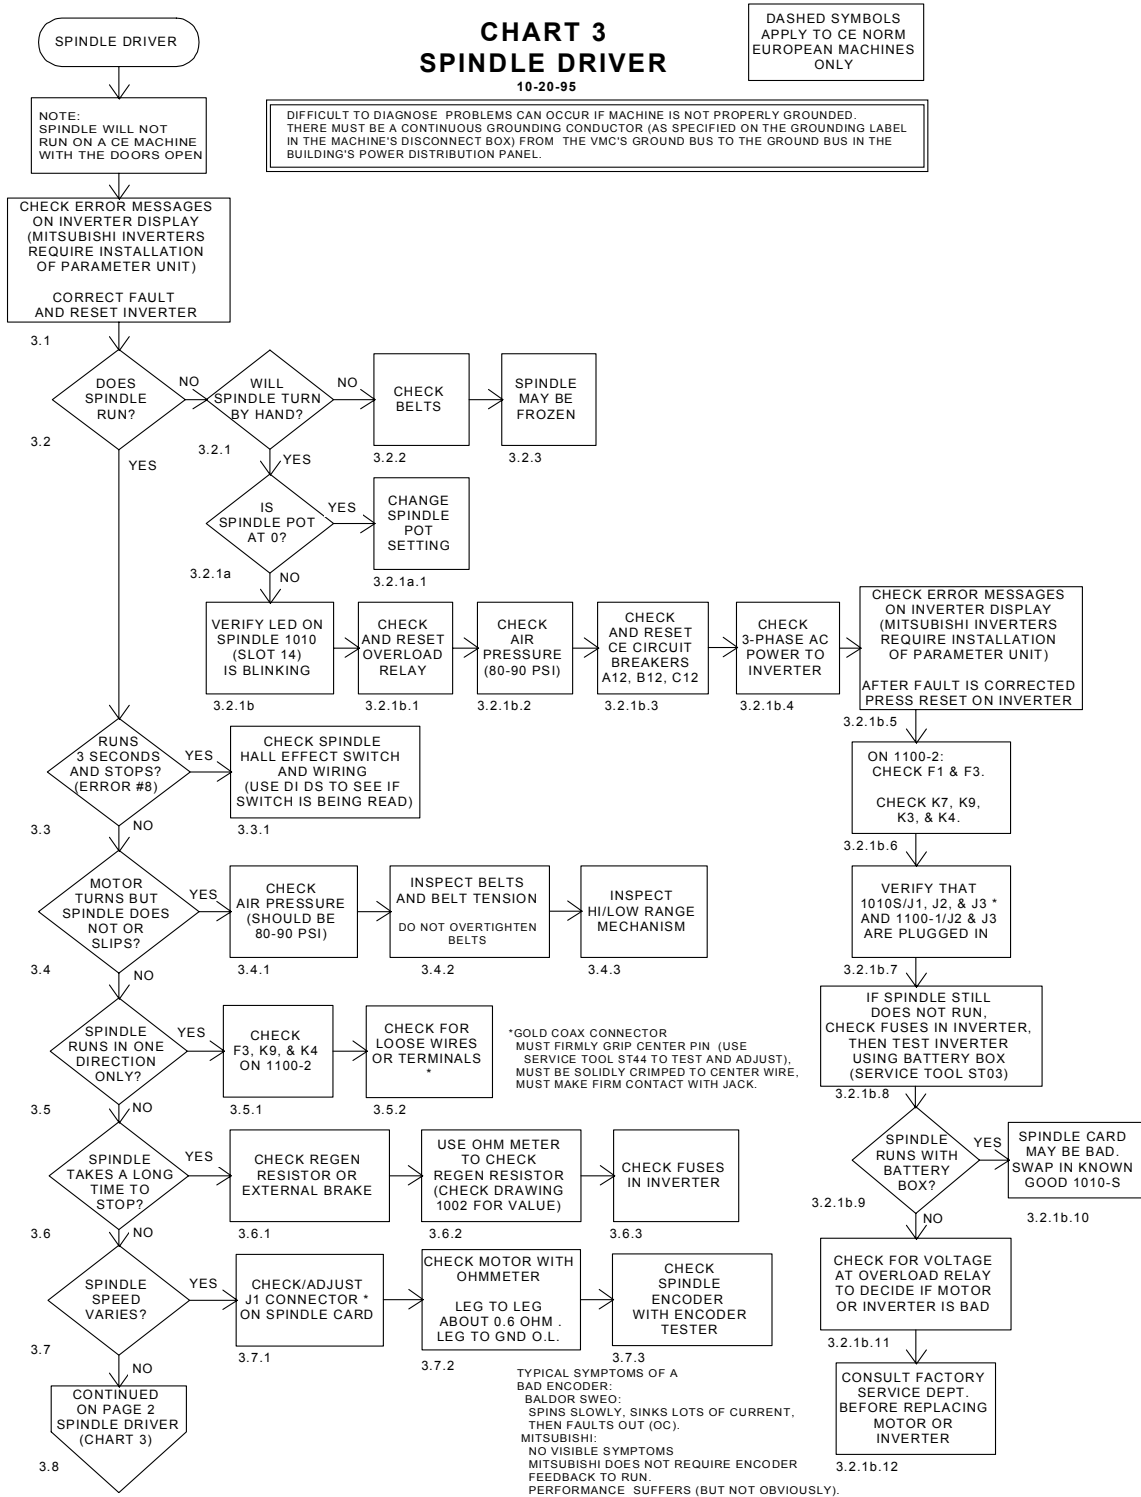 CHART 3
SPINDLE DRIVER
10-20-95
DASHED SYMBOLS
APPLY TO CE NORM
EUROPEAN MACHINES
ONLY
DIFFICULT TO DIAGNOSE PROBLEMS CAN OCCUR IF MACHINE IS NOT PROPERLY GROUNDED.
THERE MUST BE A CONTINUOUS GROUNDING CONDUCTOR (AS SPECIFIED ON THE GROUNDING LABEL
IN THE MACHINE'S DISCONNECT BOX) FROM THE VMC'S GROUND BUS TO THE GROUND BUS IN THE
BUILDING'S POWER DISTRIBUTION PANEL.
SPINDLE DRIVER
NOTE:
SPINDLE WILL NOT
RUN ON A CE MACHINE
WITH THE DOORS OPEN
CHECK ERROR MESSAGES
ON INVERTER DISPLAY
(MITSUBISHI INVERTERS
REQUIRE INSTALLATION
OF PARAMETER UNIT)
CORRECT FAULT
AND RESET INVERTER
3.1
DOES
SPINDLE
RUN?
NO
YES
3.2
WILL
SPINDLE TURN
BY HAND?
NO
YES
3.2.1
CHECK
BELTS
3.2.2
SPINDLE
MAY BE
FROZEN
3.2.3
IS
SPINDLE POT
AT 0?
YES
NO
3.2.1a
CHANGE
SPINDLE
POT
SETTING
3.2.1a.1
VERIFY LED ON
SPINDLE 1010
(SLOT 14)
IS BLINKING
3.2.1b
CHECK
AND RESET
OVERLOAD
RELAY
3.2.1b.1
CHECK
AIR
PRESSURE
(80-90 PSI)
3.2.1b.2
CHECK
AND RESET
CE CIRCUIT
BREAKERS
A12, B12, C12
3.2.1b.3
CHECK
3-PHASE AC
POWER TO
INVERTER
3.2.1b.4
CHECK ERROR MESSAGES
ON INVERTER DISPLAY
(MITSUBISHI INVERTERS
REQUIRE INSTALLATION
OF PARAMETER UNIT)
AFTER FAULT IS CORRECTED
PRESS RESET ON INVERTER
3.2.1b.5
ON 1100-2:
CHECK F1 & F3.
CHECK K7, K9,
K3, & K4.
3.2.1b.6
VERIFY THAT
1010S/J1, J2, & J3 *
AND 1100-1/J2 & J3
ARE PLUGGED IN
3.2.1b.7
IF SPINDLE STILL
DOES NOT RUN,
CHECK FUSES IN INVERTER,
THEN TEST INVERTER
USING BATTERY BOX
(SERVICE TOOL ST03)
3.2.1b.8
SPINDLE
RUNS WITH
BATTERY
BOX?
YES
NO
3.2.1b.9
SPINDLE CARD
MAY BE BAD.
SWAP IN KNOWN
GOOD 1010-S
3.2.1b.10
CHECK FOR VOLTAGE
AT OVERLOAD RELAY
TO DECIDE IF MOTOR
OR INVERTER IS BAD
3.2.1b.11
CONSULT FACTORY
SERVICE DEPT.
BEFORE REPLACING
MOTOR OR
INVERTER
3.2.1b.12
RUNS
3 SECONDS
AND STOPS?
(ERROR #8)
YES
NO
3.3
CHECK SPINDLE
HALL EFFECT SWITCH
AND WIRING
(USE DI DS TO SEE IF
SWITCH IS BEING READ)
3.3.1
MOTOR
TURNS BUT
SPINDLE DOES
NOT OR
SLIPS?
YES
NO
3.4
CHECK
AIR PRESSURE
(SHOULD BE
80-90 PSI)
3.4.1
INSPECT BELTS
AND BELT TENSION
DO NOT OVERTIGHTEN
BELTS
3.4.2
INSPECT
HI/LOW RANGE
MECHANISM
3.4.3
SPINDLE
RUNS IN ONE
DIRECTION
ONLY?
YES
NO
3.5
CHECK
F3, K9, & K4
ON 1100-2
3.5.1
CHECK FOR
LOOSE WIRES
OR TERMINALS
*
3.5.2
*GOLD COAX CONNECTOR
MUST FIRMLY GRIP CENTER PIN (USE
SERVICE TOOL ST44 TO TEST AND ADJUST),
MUST BE SOLIDLY CRIMPED TO CENTER WIRE,
MUST MAKE FIRM CONTACT WITH JACK.
SPINDLE
TAKES A LONG
TIME TO
STOP?
YES
NO
3.6
CHECK REGEN
RESISTOR OR
EXTERNAL BRAKE
3.6.1
USE OHM METER
TO CHECK
REGEN RESISTOR
(CHECK DRAWING
1002 FOR VALUE)
3.6.2
CHECK FUSES
IN INVERTER
3.6.3
SPINDLE
SPEED
VARIES?
YES
NO
3.7
CHECK/ADJUST
J1 CONNECTOR *
ON SPINDLE CARD
3.7.1
CHECK MOTOR WITH
OHMMETER
LEG TO LEG
ABOUT 0.6 OHM .
LEG TO GND O.L.
3.7.2
CHECK
SPINDLE
ENCODER
WITH ENCODER
TESTER
3.7.3
TYPICAL SYMPTOMS OF A
BAD ENCODER:
BALDOR SWEO:
SPINS SLOWLY, SINKS LOTS OF CURRENT,
THEN FAULTS OUT (OC).
MITSUBISHI:
NO VISIBLE SYMPTOMS
MITSUBISHI DOES NOT REQUIRE ENCODER
FEEDBACK TO RUN.
PERFORMANCE SUFFERS (BUT NOT OBVIOUSLY).
CONTINUED
ON PAGE 2
SPINDLE DRIVER
(CHART 3)
3.8